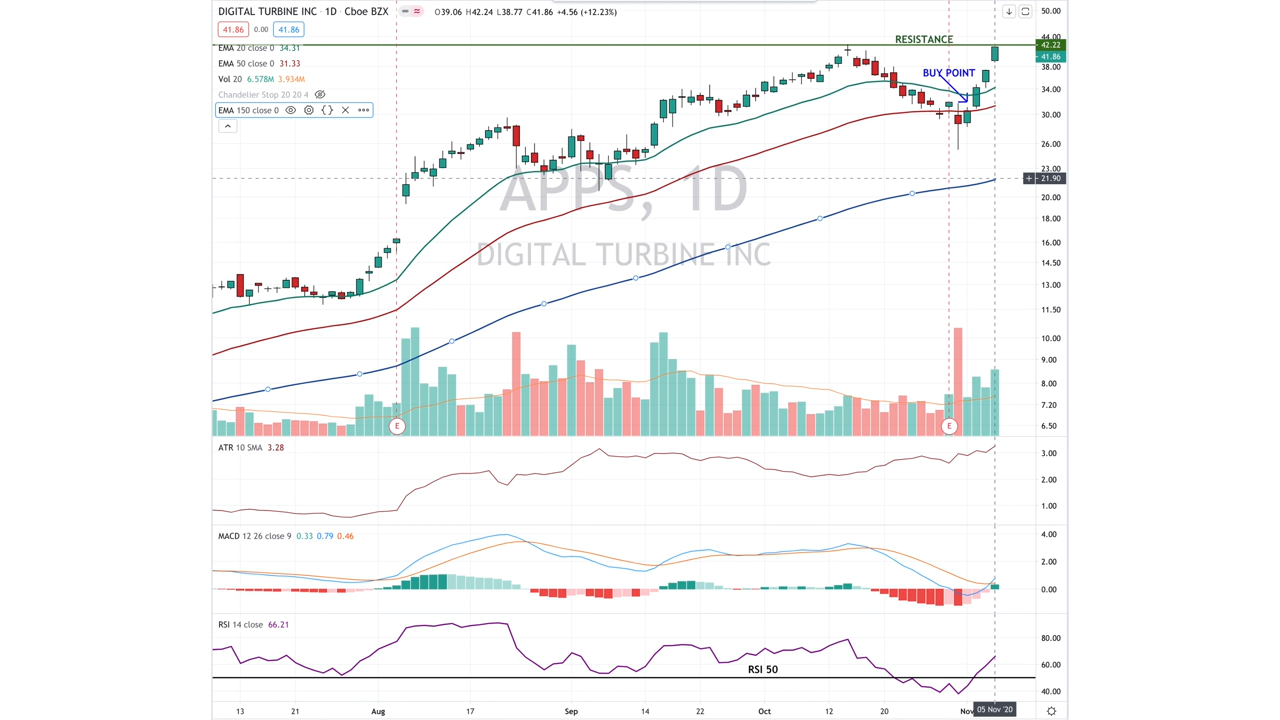 DIGITAL TURBINE INC · 1D · Cboe BZX O39.06 H42.24 L38.77 C41.86 +4.56 (+12.23%)
41.86 0.00 41.86
EMA 20 close 0 34.31
EMA 50 close 0 31.33
Vol 20 6.578M 3.934M
Chandelier Stop 20 20 4
EMA 150 close 0
RESISTANCE
BUY POINT
APPS, 1D
DIGITAL TURBINE INC
50.00
44.00
42.22
41.86
38.00
34.00
30.00
26.00
23.00
21.90
20.00
18.00
16.00
14.50
13.00
11.50
10.00
9.00
8.00
7.20
6.50
E
E
ATR 10 SMA 3.28
3.00
2.00
1.00
MACD 12 26 close 9 0.33 0.79 0.46
4.00
2.00
0.00
RSI 14 close 66.21
80.00
60.00
40.00
RSI 50
13 21 Aug 17 Sep 14 22 Oct 12 20 Nov 05 Nov '20